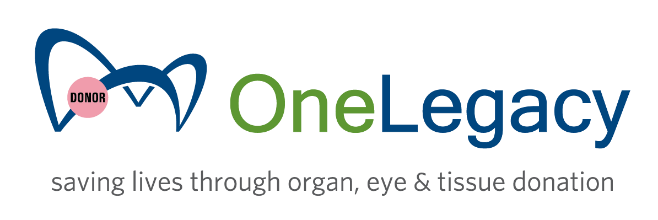 DONOR
OneLegacy
saving lives through organ, eye & tissue donation